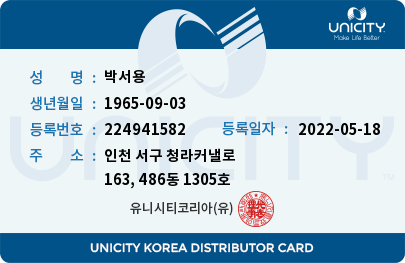 UNICITY
Make Life Better
성 명 : 박서용
생년월일 : 1965-09-03
등록번호 : 224941582 등록일자 : 2022-05-18
주 소 : 인천 서구 청라커낼로
163, 486동 1305호
유니시티코리아(유)
UNICITY
UNICITY KOREA DISTRIBUTOR CARD